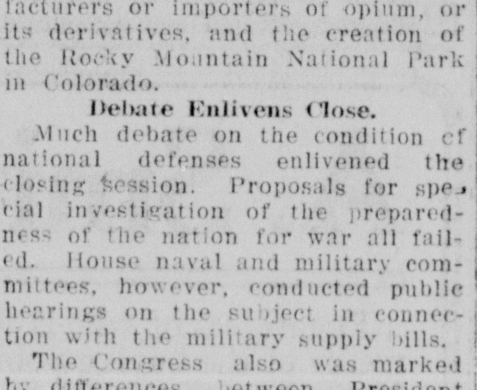 facturers or importers of opium, or
its derivatives, and the creation of
the Rocky Mountain National Park
in Colorado.
Debate Enlivens Close.
Much debate on the condition of
national defenses enlivened the
closing session. Proposals for spe-
cial investigation of the prepared-
ness of the nation for war all fail-
ed. House naval and military com-
mittees, however, conducted public
hearings on the subject in connec-
tion with the military supply bills.
The Congress also was marked
by differences between President